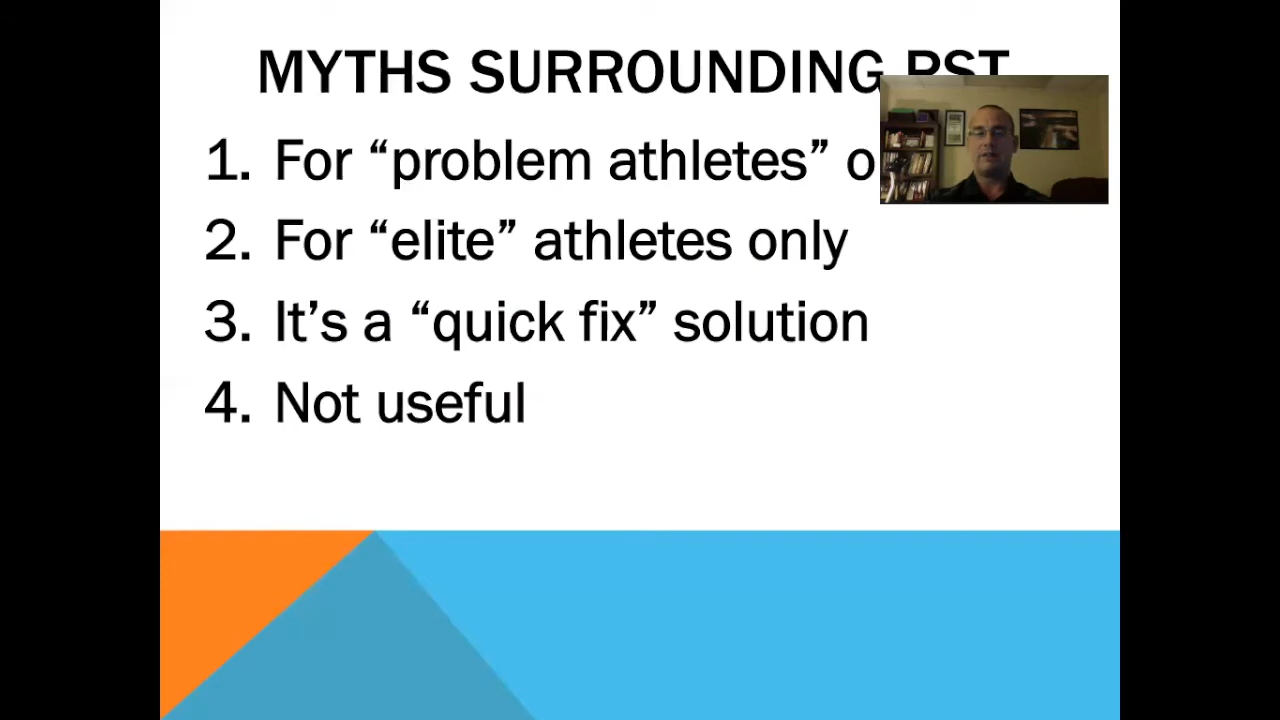 MYTHS SURROUNDING PST
1. For “problem athletes” o
2. For “elite” athletes only
3. It’s a “quick fix” solution
4. Not useful